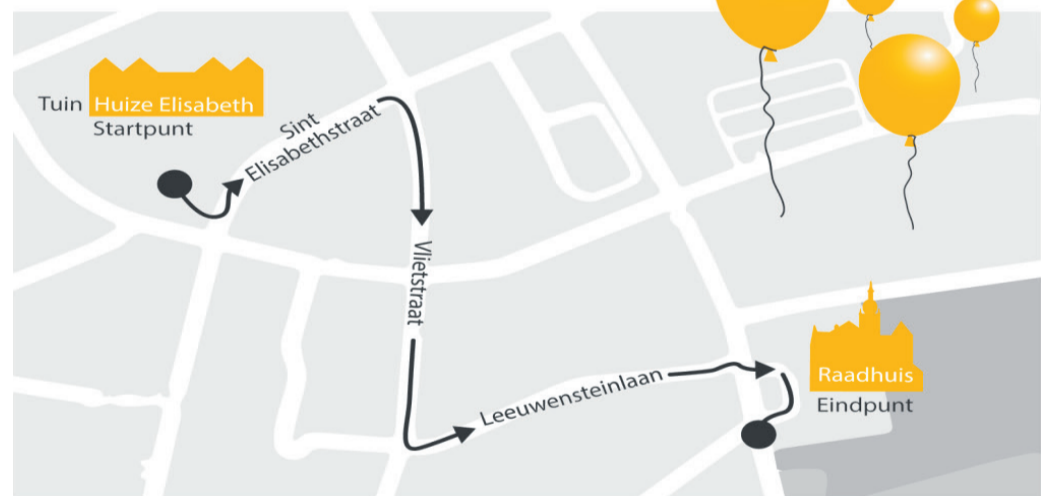 Tuin Huize Elisabeth
Startpunt
Sint
Elisabethstraat
Vlietstraat
Leeuwensteinlaan
Raadhuis
Eindpunt